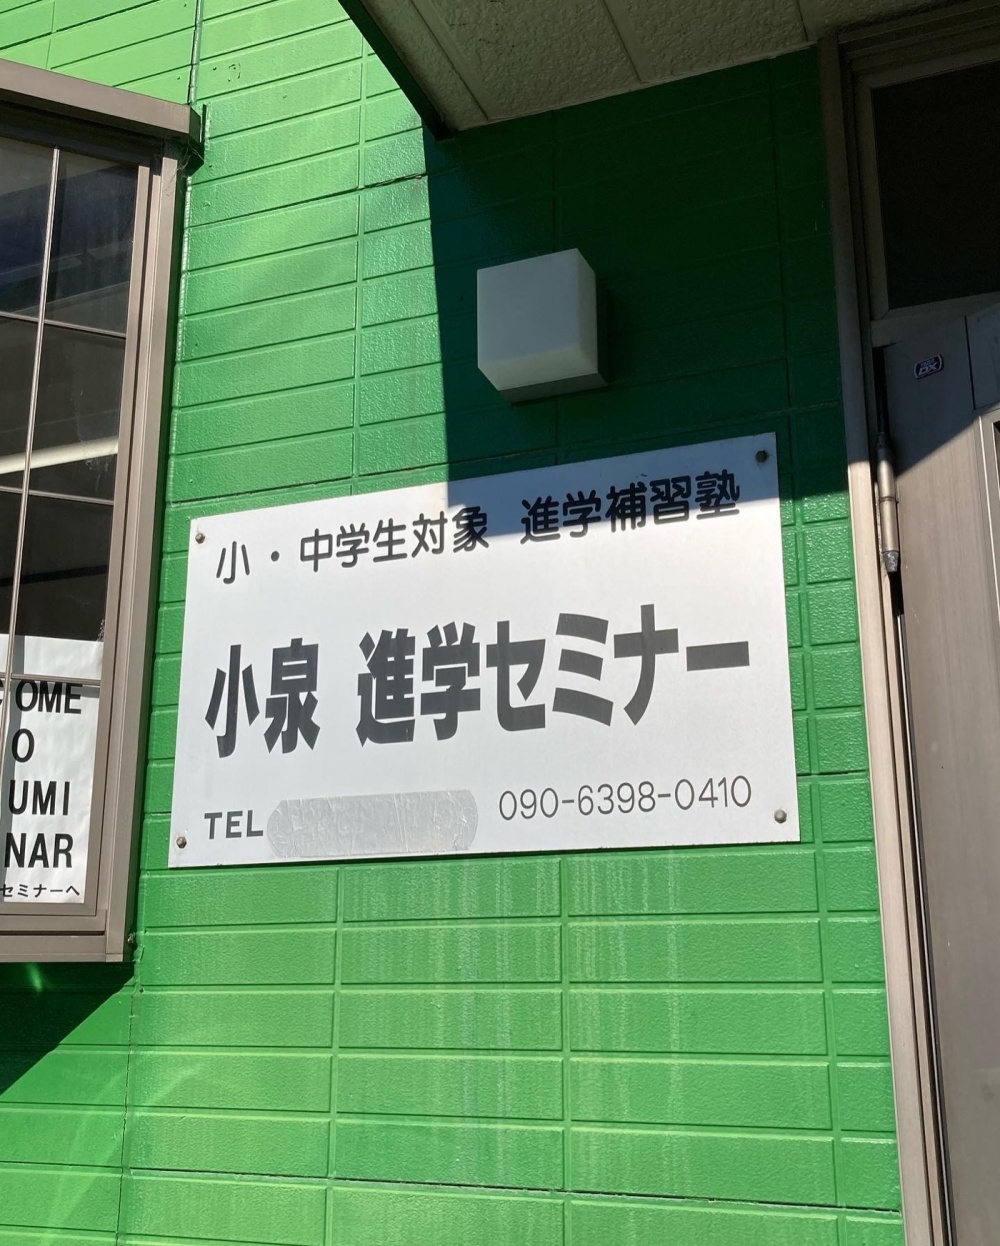 小・中学生対象 進学補習塾
小泉 進学セミナー
TEL 090-6398-0410
OME
O
UMI
NAR
セミナーへ
DX